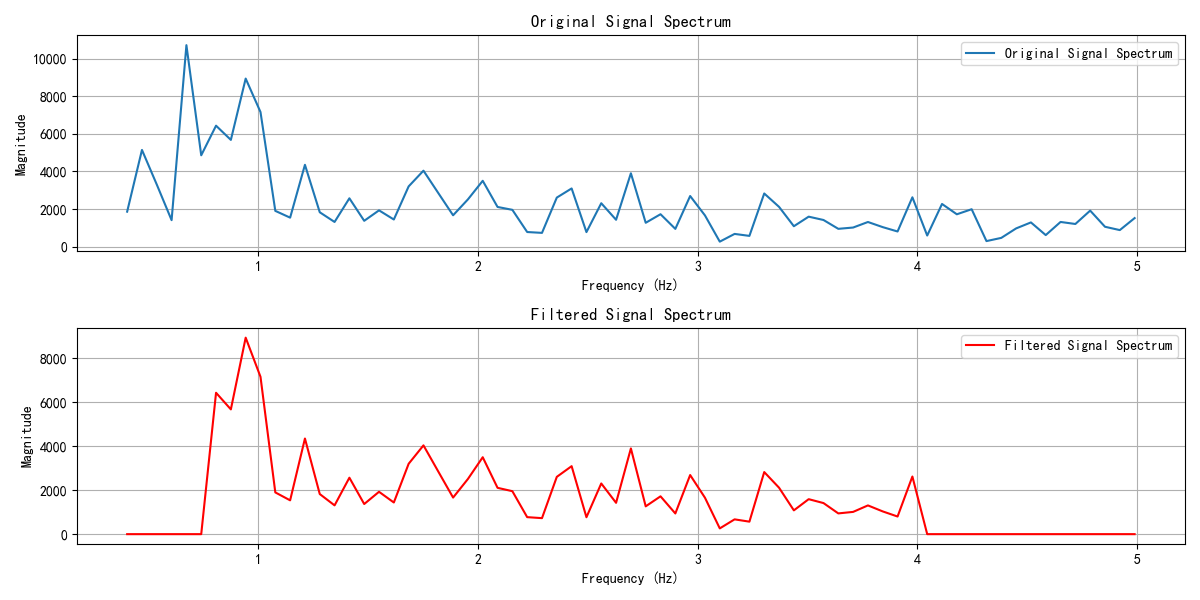 Original Signal Spectrum
Original Signal Spectrum
Magnitude
10000
8000
6000
4000
2000
0
1 2 3 4 5
Frequency (Hz)
Filtered Signal Spectrum
Filtered Signal Spectrum
Magnitude
8000
6000
4000
2000
0
1 2 3 4 5
Frequency (Hz)